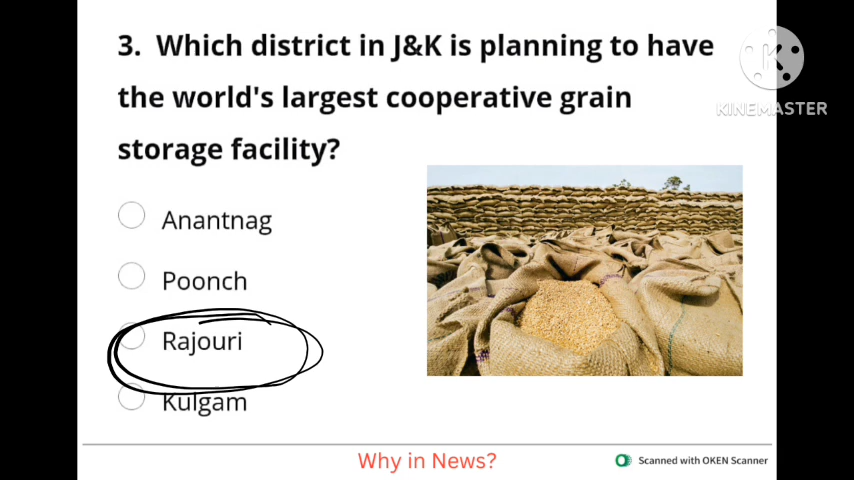 3. Which district in J&K is planning to have
the world's largest cooperative grain
storage facility?
KINEMASTER
Anantnag
Poonch
Rajouri
Kulgam
Why in News?
Scanned with OKEN Scanner